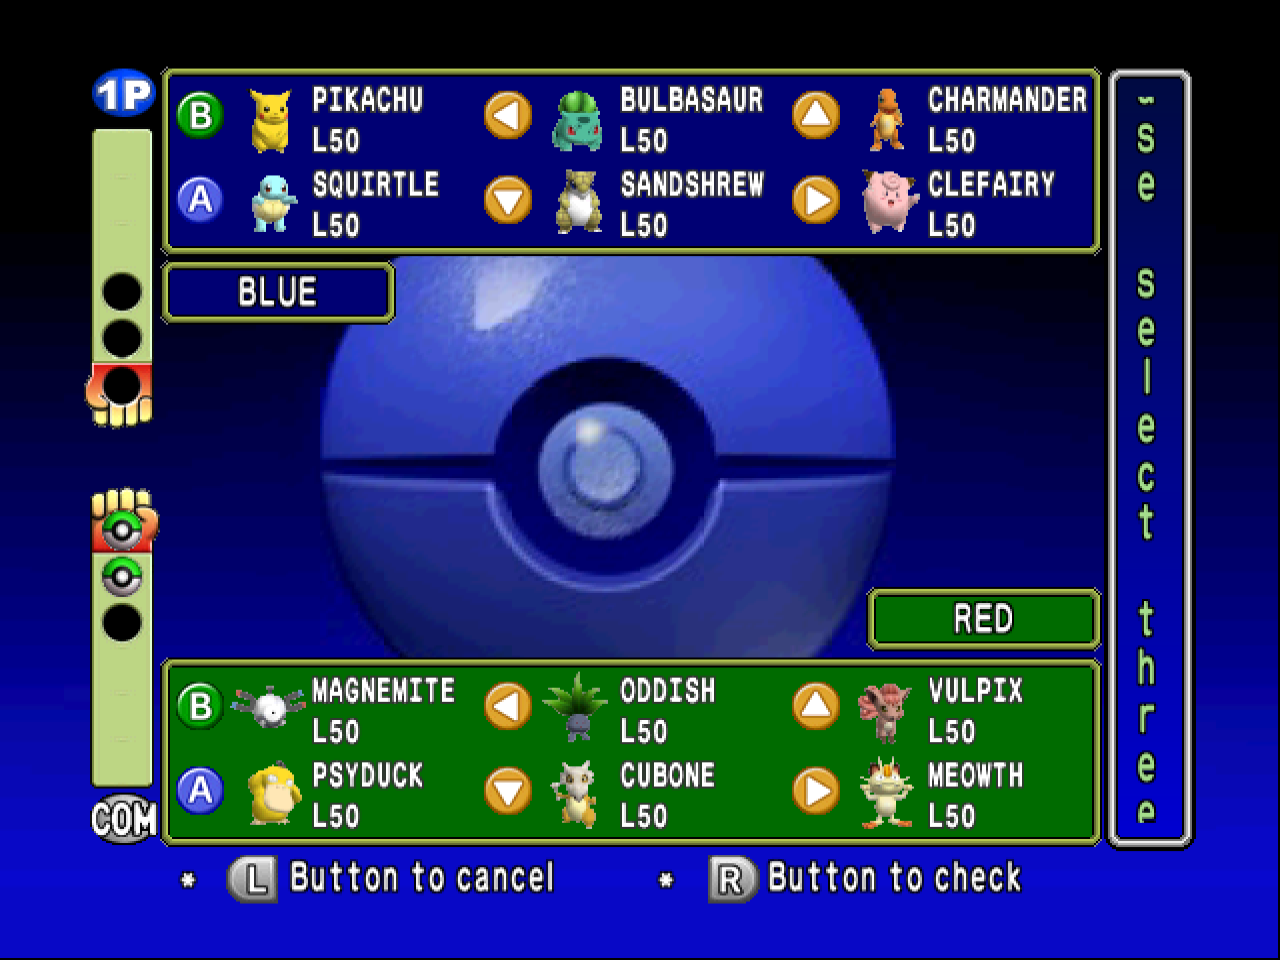 1P
B PIKACHU L50
BULBASAUR L50
CHARMANDER L50
A SQUIRTLE L50
SANDSHREW L50
CLEFAIRY L50
BLUE
RED
B MAGNEMITE L50
ODDISH L50
VULPIX L50
A PSYDUCK L50
CUBONE L50
MEOWTH L50
COM
* L Button to cancel
* R Button to check
se select three